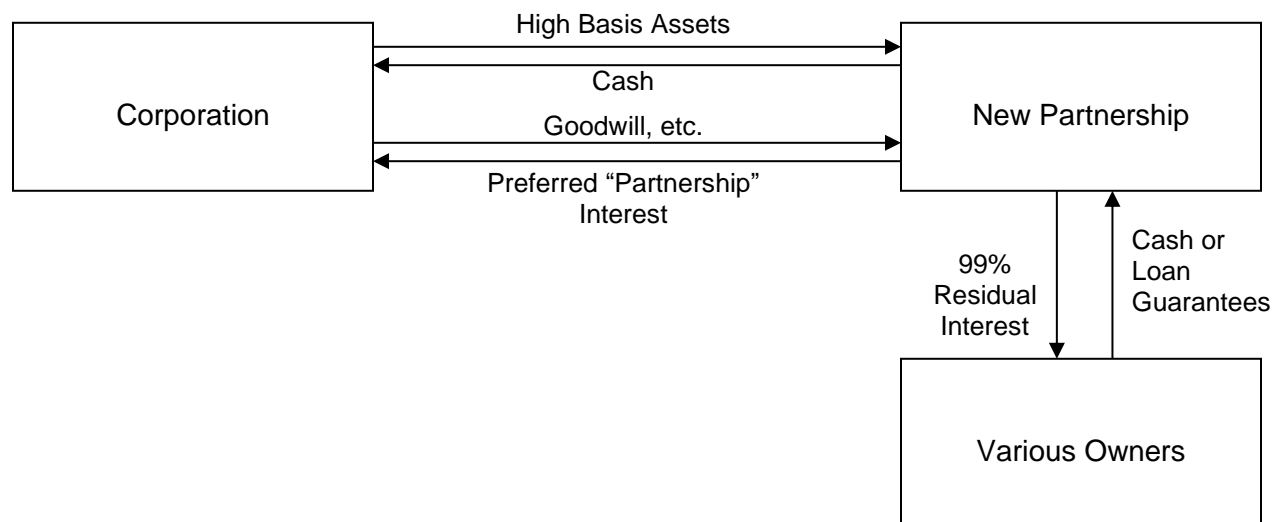 High Basis Assets
Corporation
Cash
New Partnership
Goodwill, etc.
Preferred “Partnership”
Interest
99%
Residual
Interest
Cash or
Loan
Guarantees
Various Owners